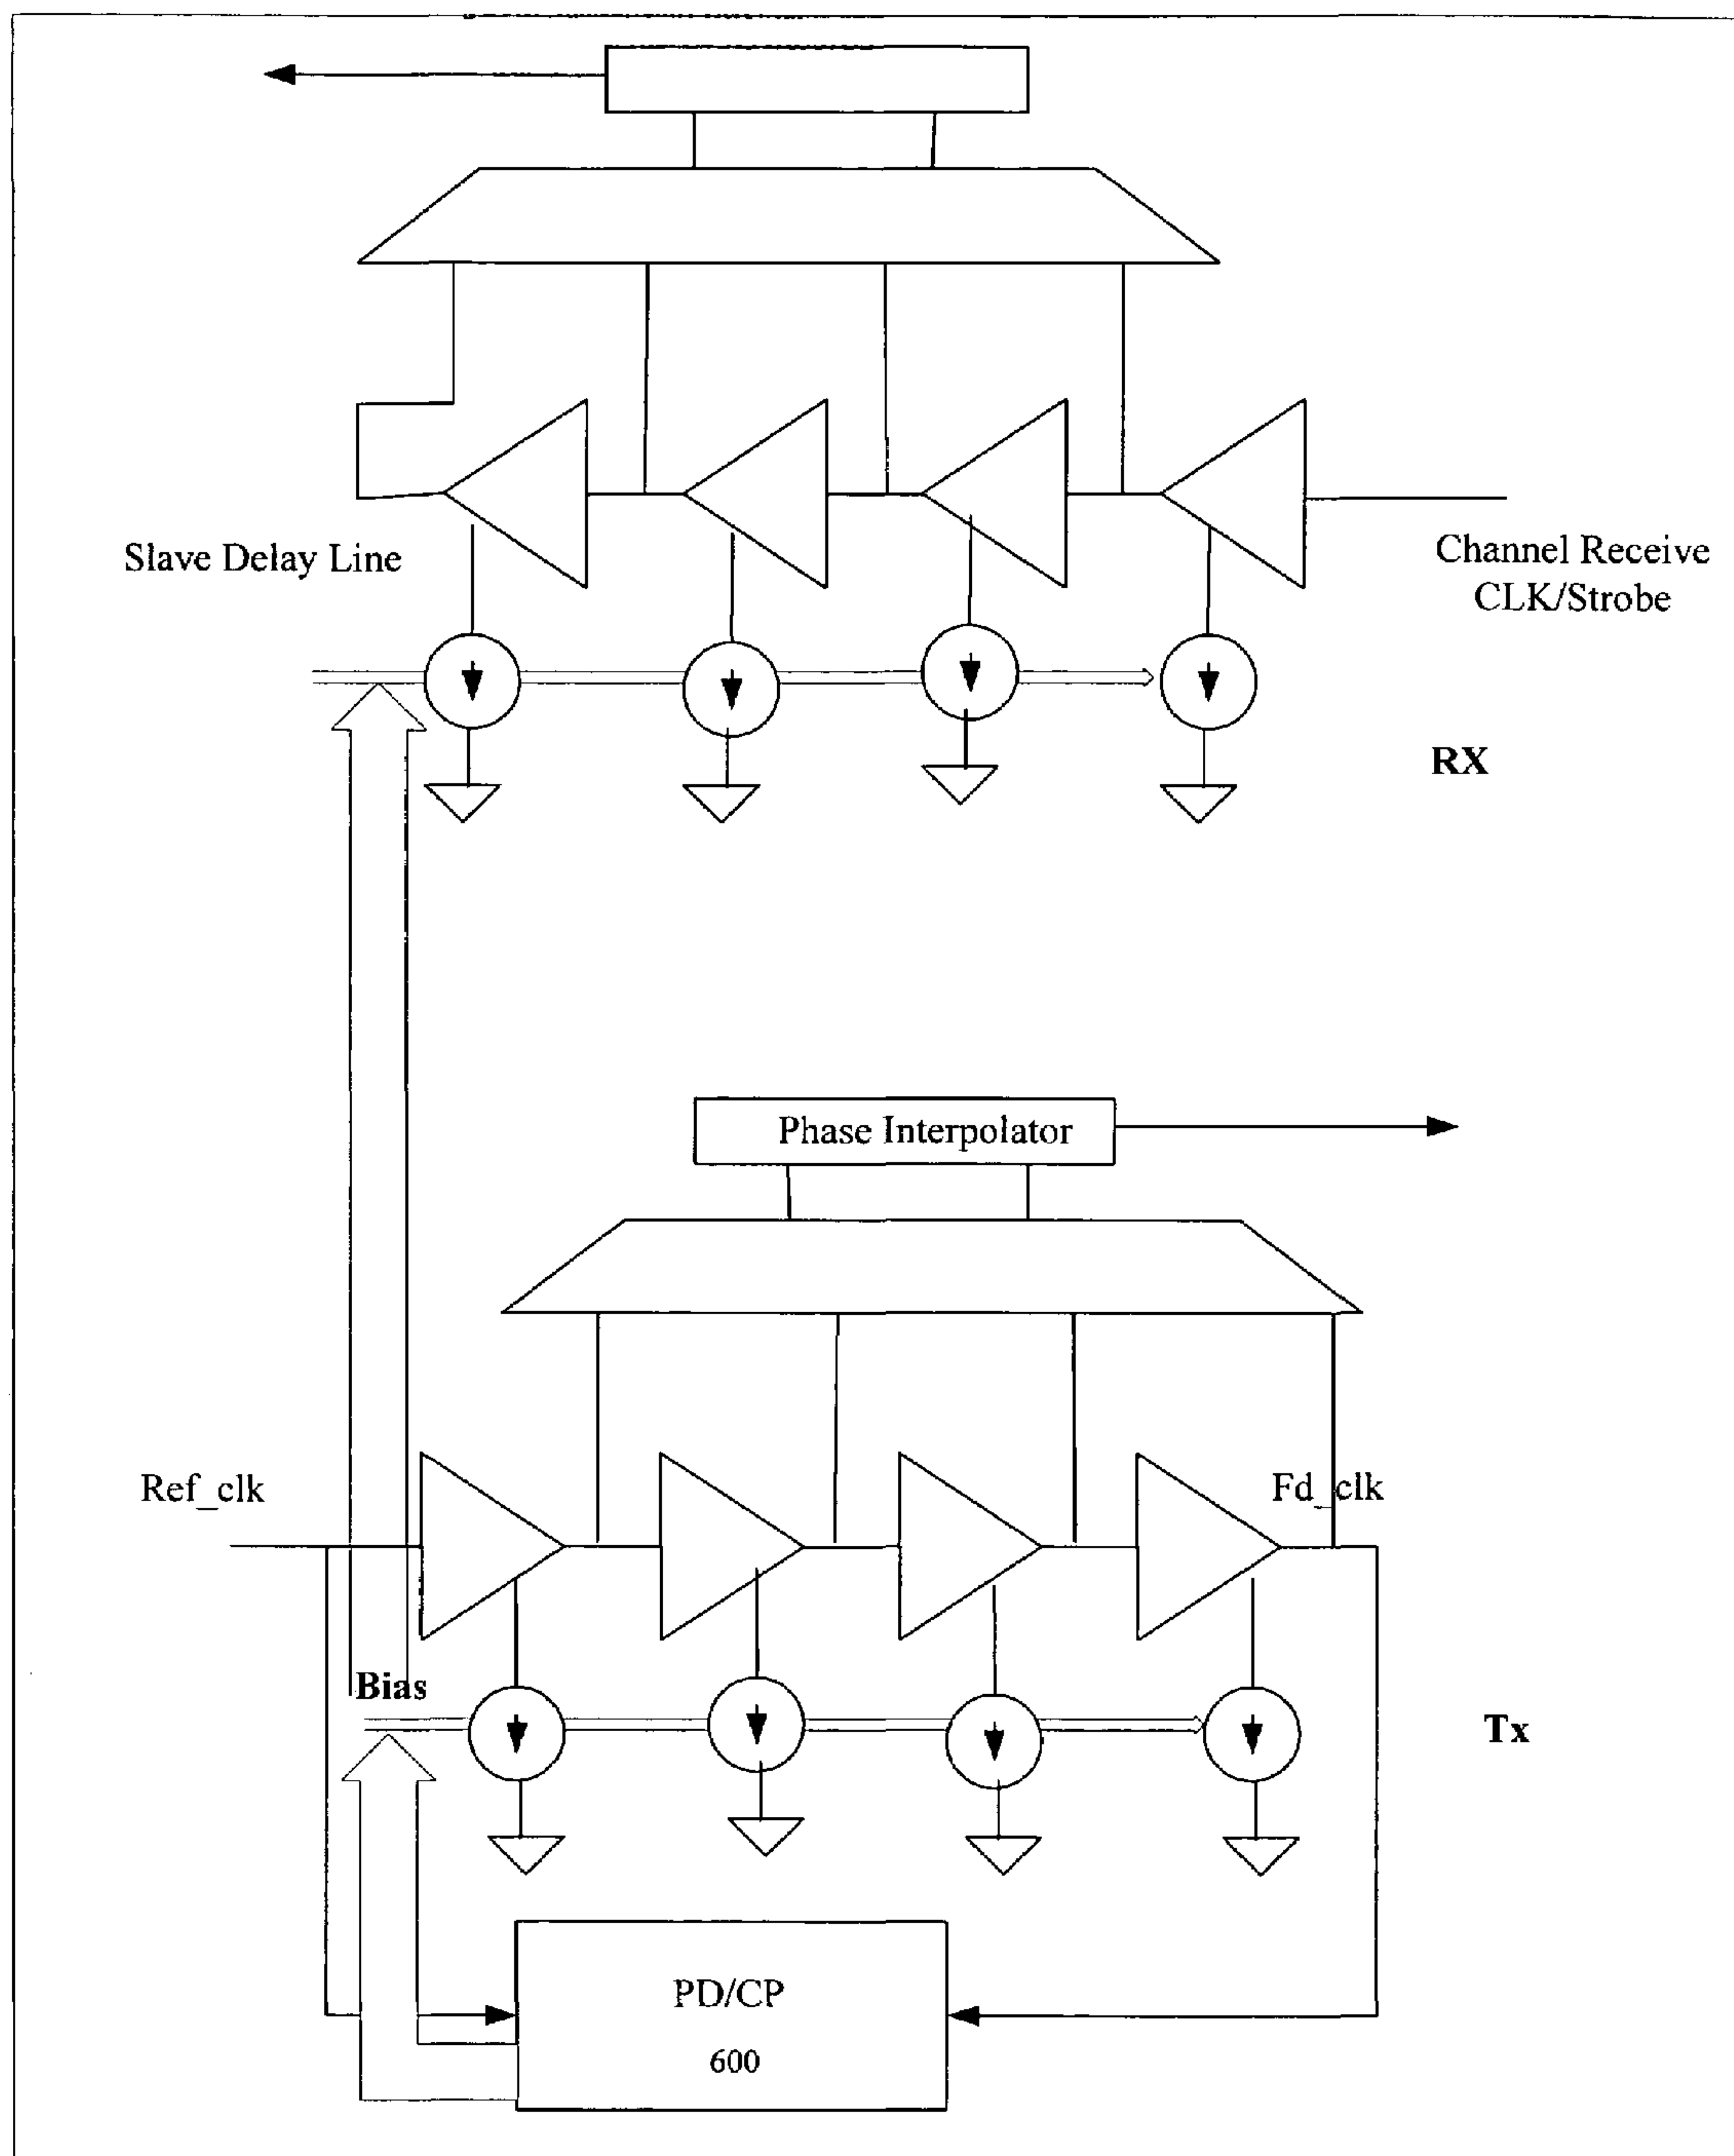 Slave Delay Line
Channel Receive
CLK/Strobe
RX
Phase Interpolator
Ref_clk
Fd_clk
Bias
Tx
PD/CP
600